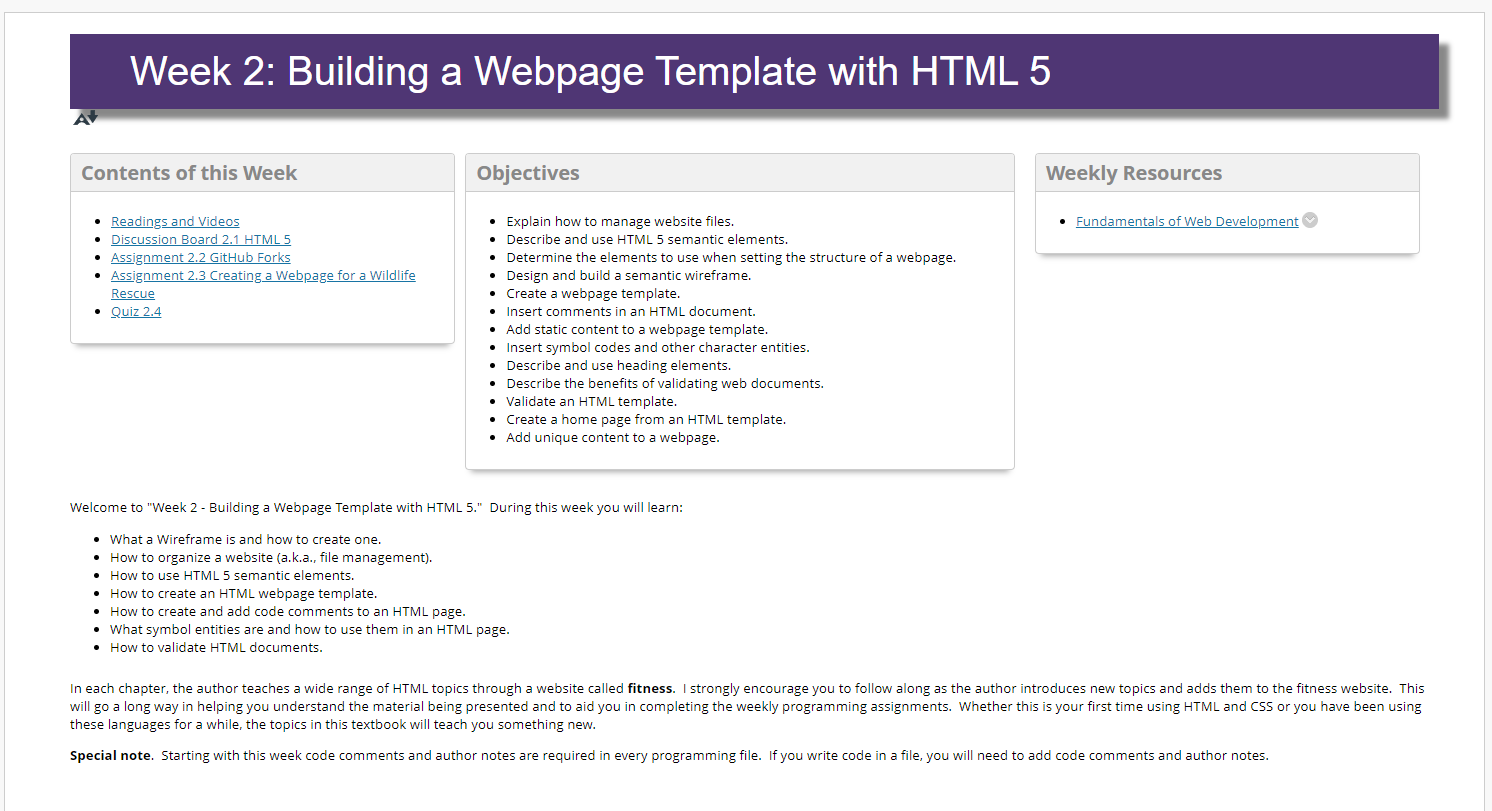 Week 2: Building a Webpage Template with HTML 5
Contents of this Week
Readings and Videos
Discussion Board 2.1 HTML 5
Assignment 2.2 GitHub Forks
Assignment 2.3 Creating a Webpage for a Wildlife
Rescue
Quiz 2.4
Objectives
Explain how to manage website files.
Describe and use HTML 5 semantic elements.
Determine the elements to use when setting the structure of a webpage.
Design and build a semantic wireframe.
Create a webpage template.
Insert comments in an HTML document.
Add static content to a webpage template.
Insert symbol codes and other character entities.
Describe and use heading elements.
Describe the benefits of validating web documents.
Validate an HTML template.
Create a home page from an HTML template.
Add unique content to a webpage.
Weekly Resources
Fundamentals of Web Development
Welcome to "Week 2 - Building a Webpage Template with HTML 5."  During this week you will learn:
What a Wireframe is and how to create one.
How to organize a website (a.k.a., file management).
How to use HTML 5 semantic elements.
How to create an HTML webpage template.
How to create and add code comments to an HTML page.
What symbol entities are and how to use them in an HTML page.
How to validate HTML documents.
In each chapter, the author teaches a wide range of HTML topics through a website called fitness.  I strongly encourage you to follow along as the author introduces new topics and adds them to the fitness website.  This
will go a long way in helping you understand the material being presented and to aid you in completing the weekly programming assignments.  Whether this is your first time using HTML and CSS or you have been using
these languages for a while, the topics in this textbook will teach you something new.
Special note.  Starting with this week code comments and author notes are required in every programming file.  If you write code in a file, you will need to add code comments and author notes.